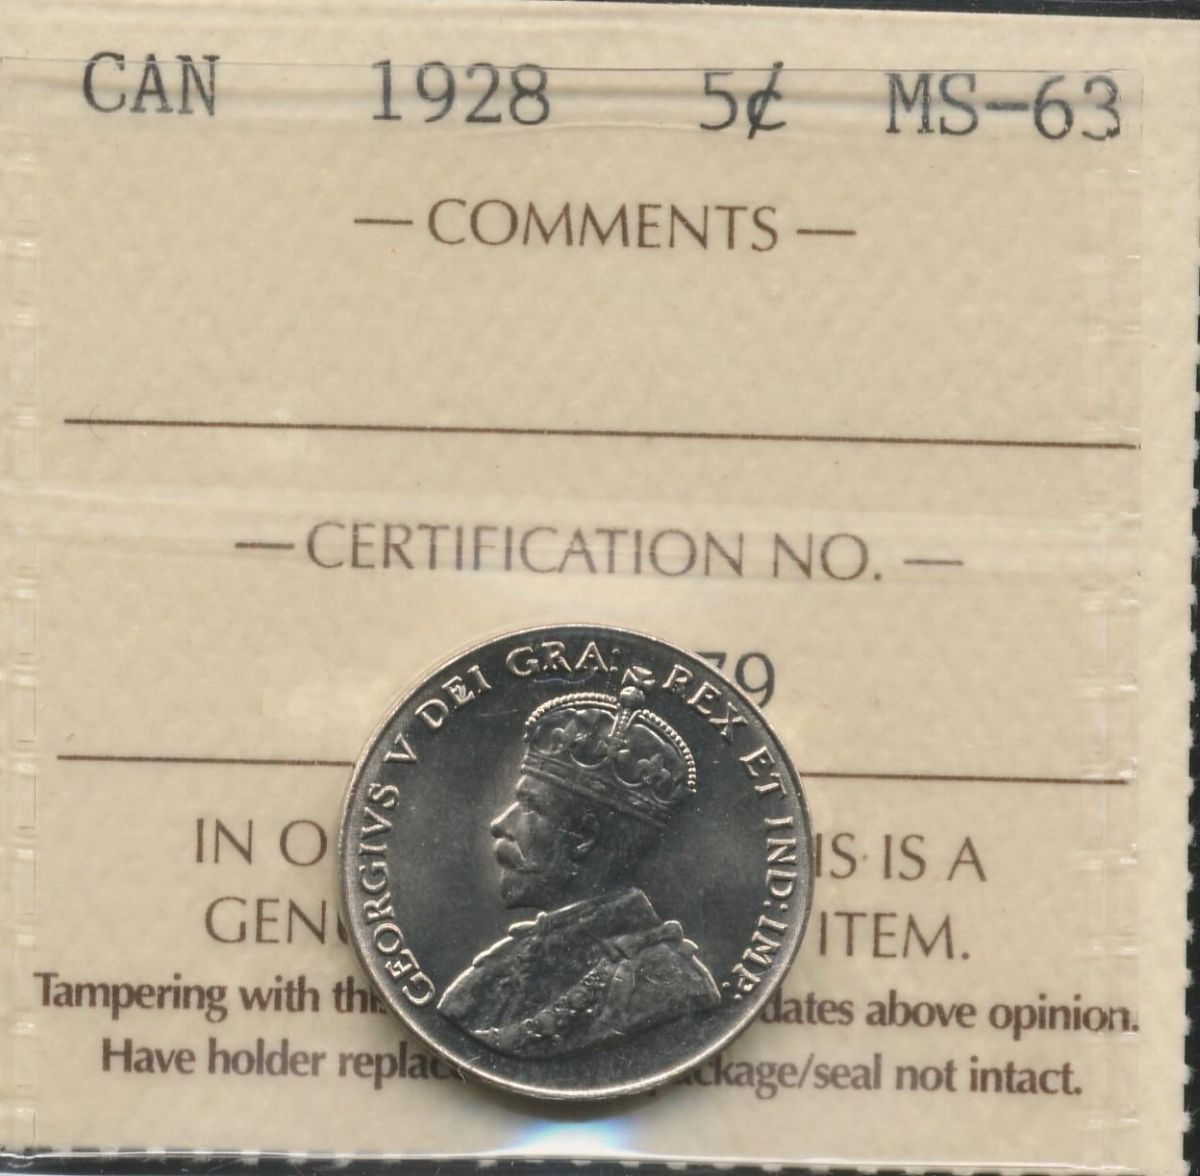 CAN 1928 5¢ MS-63
— COMMENTS —
— CERTIFICATION NO. —
79
IN O IS IS A
GEN ITEM.
Tampering with thi dates above opinion.
Have holder replac ckage/seal not intact.
GEORGIVS V DEI GRA: REX ET IND: IMP: